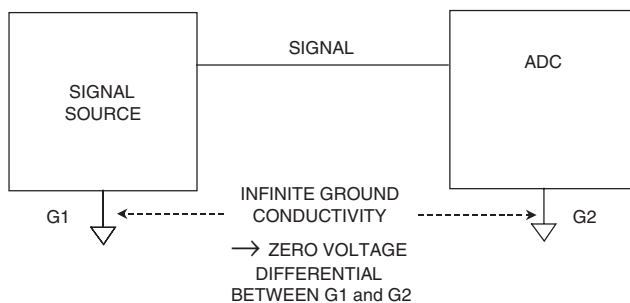 SIGNAL
SIGNAL
SOURCE
ADC
G1
INFINITE GROUND
CONDUCTIVITY
G2
→ ZERO VOLTAGE
DIFFERENTIAL
BETWEEN G1 and G2